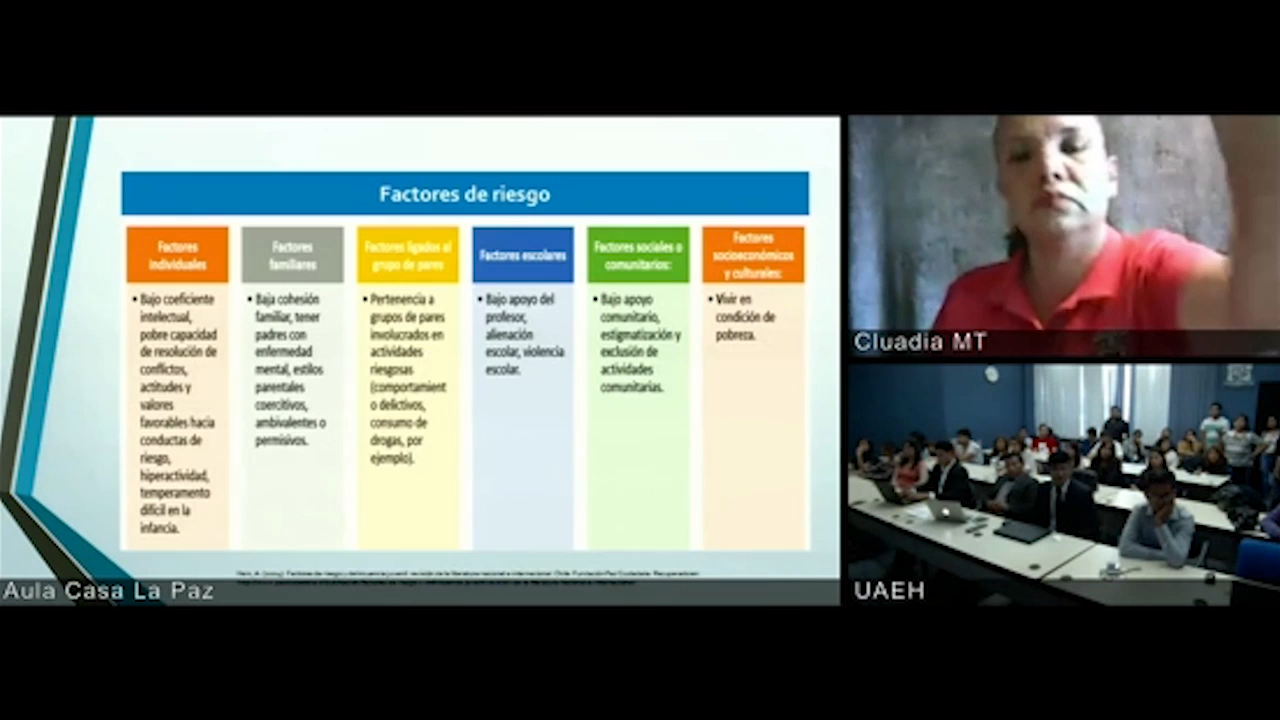 Factores de riesgo
Factores
individuales
• Bajo coeficiente
intelectual,
pobre capacidad
de resolución de
conflictos,
actitudes y
valores
favorables hacia
conductas de
riesgo,
hiperactividad,
temperamento
difícil en la
infancia.
Factores
familiares
• Baja cohesión
familiar, tener
padres con
enfermedad
mental, estilos
parentales
coercitivos,
ambivalentes o
permisivos.
Factores ligados al
grupo de pares
• Pertenencia a
grupos de pares
involucrados en
actividades
riesgosas
(comportamient
o delictivos,
consumo de
drogas, por
ejemplo).
Factores escolares
• Bajo apoyo del
profesor,
alienación
escolar, violencia
escolar.
Factores sociales o
comunitarios:
• Bajo apoyo
comunitario,
estigmatización y
exclusión de
actividades
comunitarias.
Factores
socioeconómicos
y culturales:
• Vivir en
condición de
pobreza.
Aula Casa La Paz
Cluadia MT
UAEH